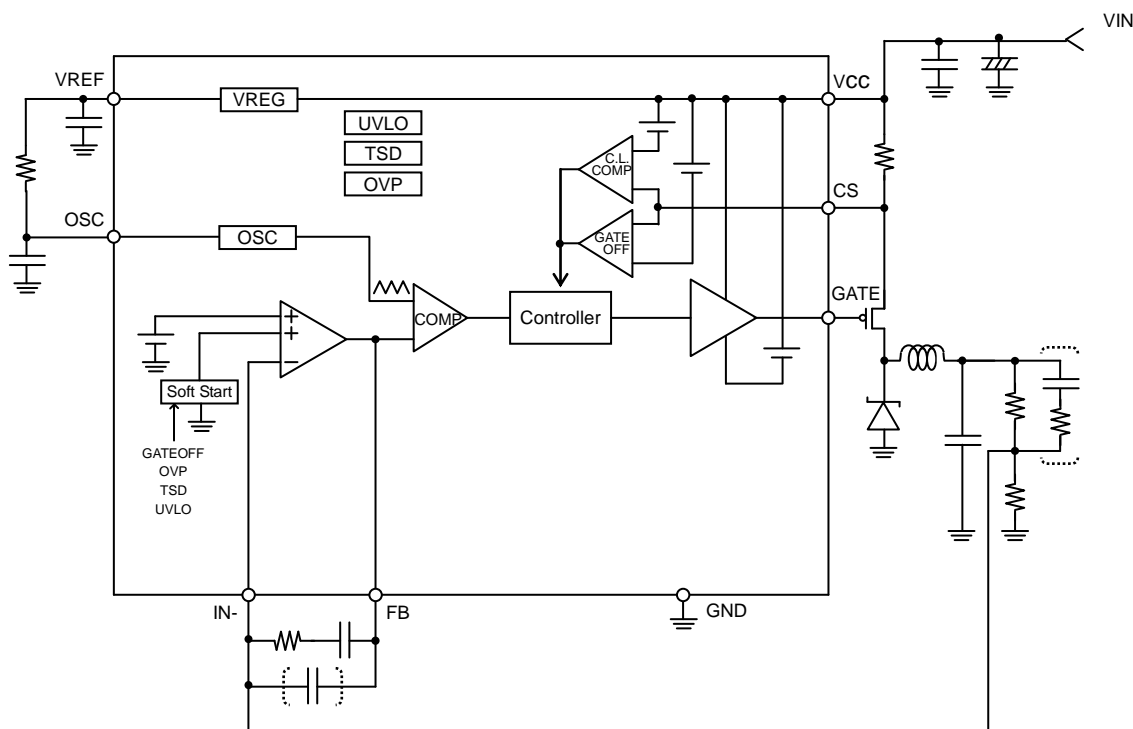 VIN
VREF
VREG
VCC
UVLO
TSD
OVP
C.L.
COMP
CS
OSC
OSC
GATE
OFF
GATE
COMP
Controller
+
+
−
Soft Start
GATEOFF
OVP
TSD
UVLO
IN-
FB
GND